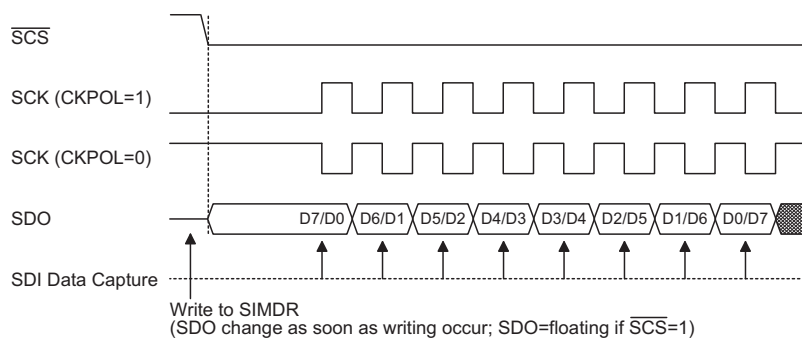 SCS
SCK (CKPOL=1)
SCK (CKPOL=0)
SDO
D7/D0 D6/D1 D5/D2 D4/D3 D3/D4 D2/D5 D1/D6 D0/D7
SDI Data Capture
Write to SIMDR
(SDO change as soon as writing occur; SDO=floating if SCS=1)